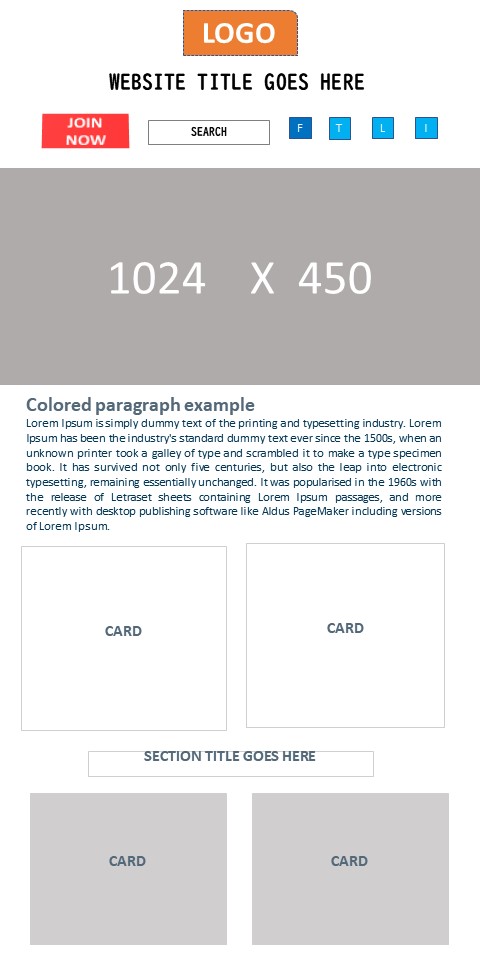 LOGO
WEBSITE TITLE GOES HERE
JOIN
NOW
SEARCH
F
T
L
I
1024 X 450
Colored paragraph example
Lorem Ipsum is simply dummy text of the printing and typesetting industry. Lorem
Ipsum has been the industry's standard dummy text ever since the 1500s, when an
unknown printer took a galley of type and scrambled it to make a type specimen
book. It has survived not only five centuries, but also the leap into electronic
typesetting, remaining essentially unchanged. It was popularised in the 1960s with
the release of Letraset sheets containing Lorem Ipsum passages, and more
recently with desktop publishing software like Aldus PageMaker including versions
of Lorem Ipsum.
CARD
CARD
SECTION TITLE GOES HERE
CARD
CARD